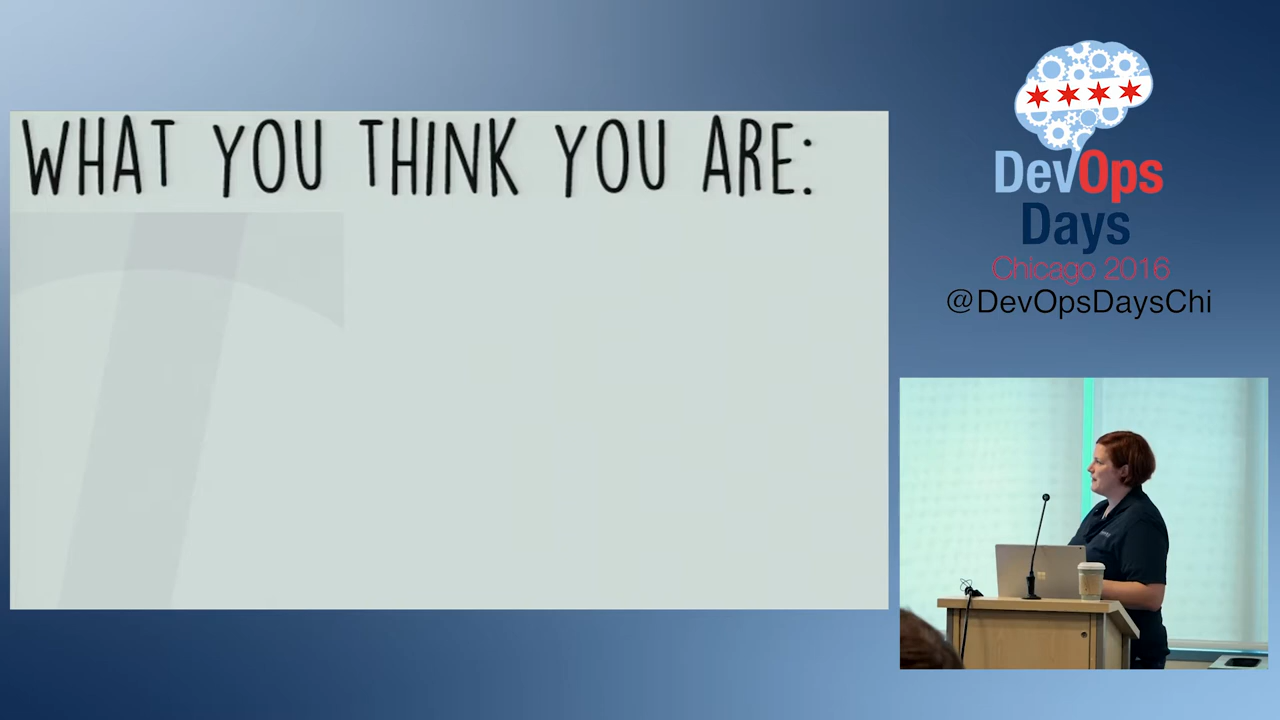 WHAT YOU THINK YOU ARE:
DevOps
Days
Chicago 2016
@DevOpsDaysChi